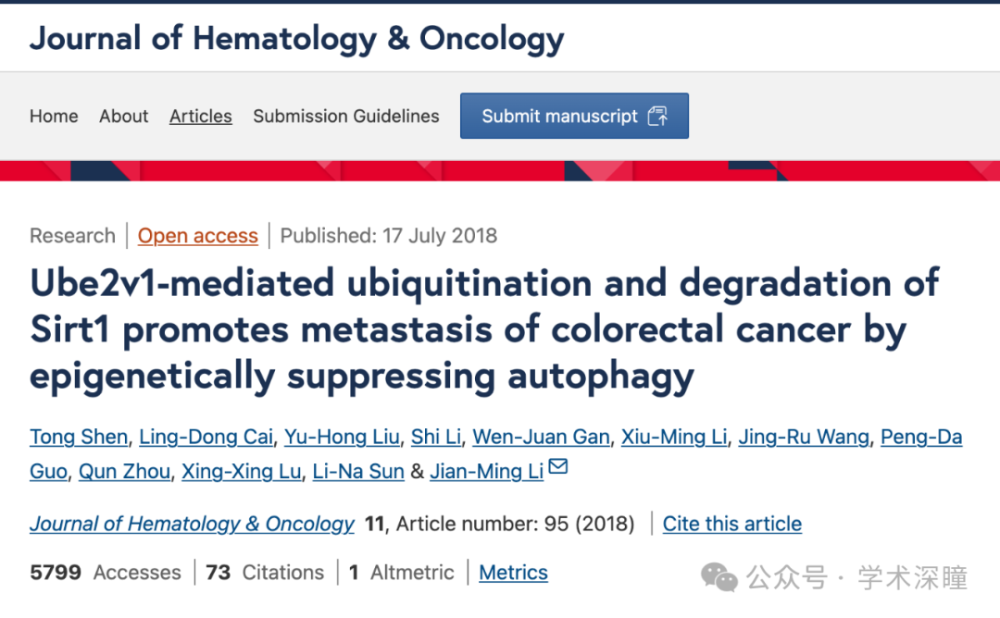 Journal of Hematology & Oncology
Home About Articles Submission Guidelines Submit manuscript
Research | Open access | Published: 17 July 2018
Ube2v1-mediated ubiquitination and degradation of
Sirt1 promotes metastasis of colorectal cancer by
epigenetically suppressing autophagy
Tong Shen, Ling-Dong Cai, Yu-Hong Liu, Shi Li, Wen-Juan Gan, Xiu-Ming Li, Jing-Ru Wang, Peng-Da
Guo, Qun Zhou, Xing-Xing Lu, Li-Na Sun & Jian-Ming Li
Journal of Hematology & Oncology 11, Article number: 95 (2018) | Cite this article
5799 Accesses | 73 Citations | 1 Altmetric | Metrics
公众号 · 学术深瞳